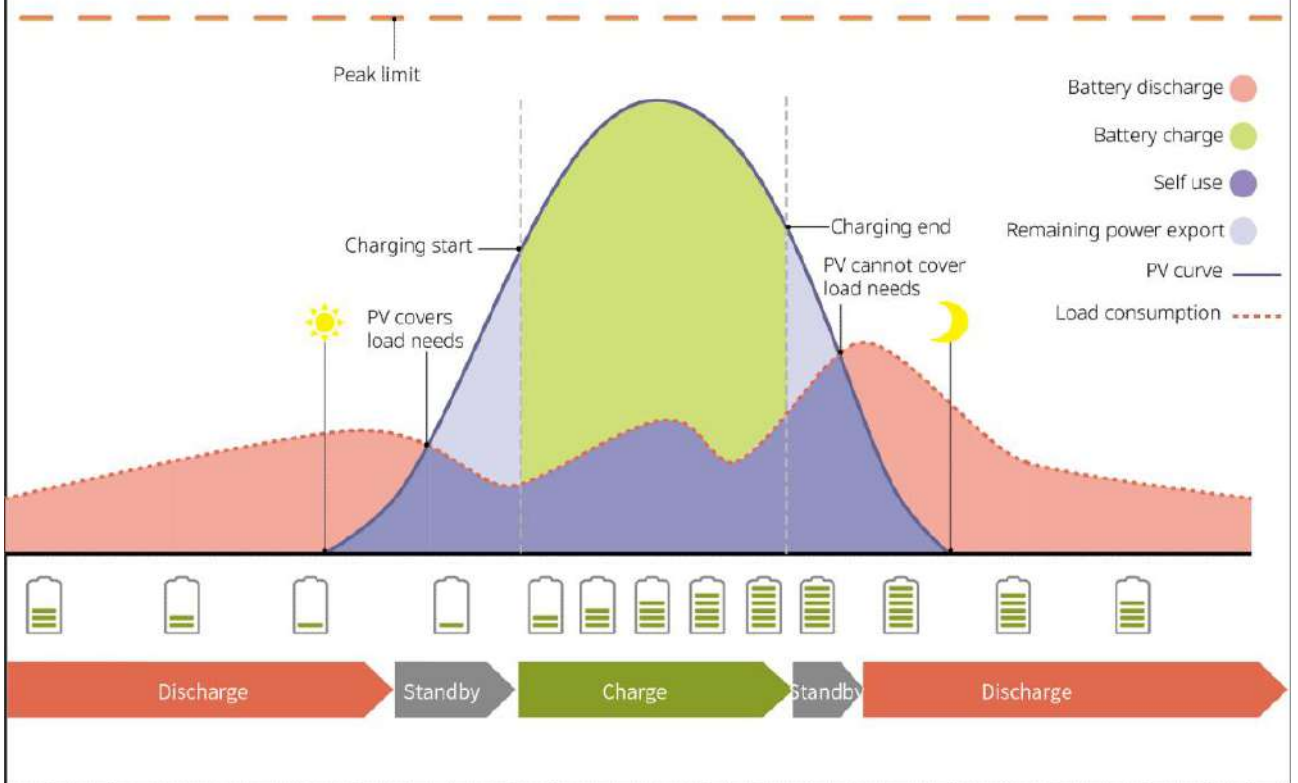 Peak limit
Battery discharge
Battery charge
Self use
Remaining power export
PV curve
Load consumption
Charging start
Charging end
PV cannot cover
load needs
PV covers
load needs
Discharge
Standby
Charge
Standby
Discharge